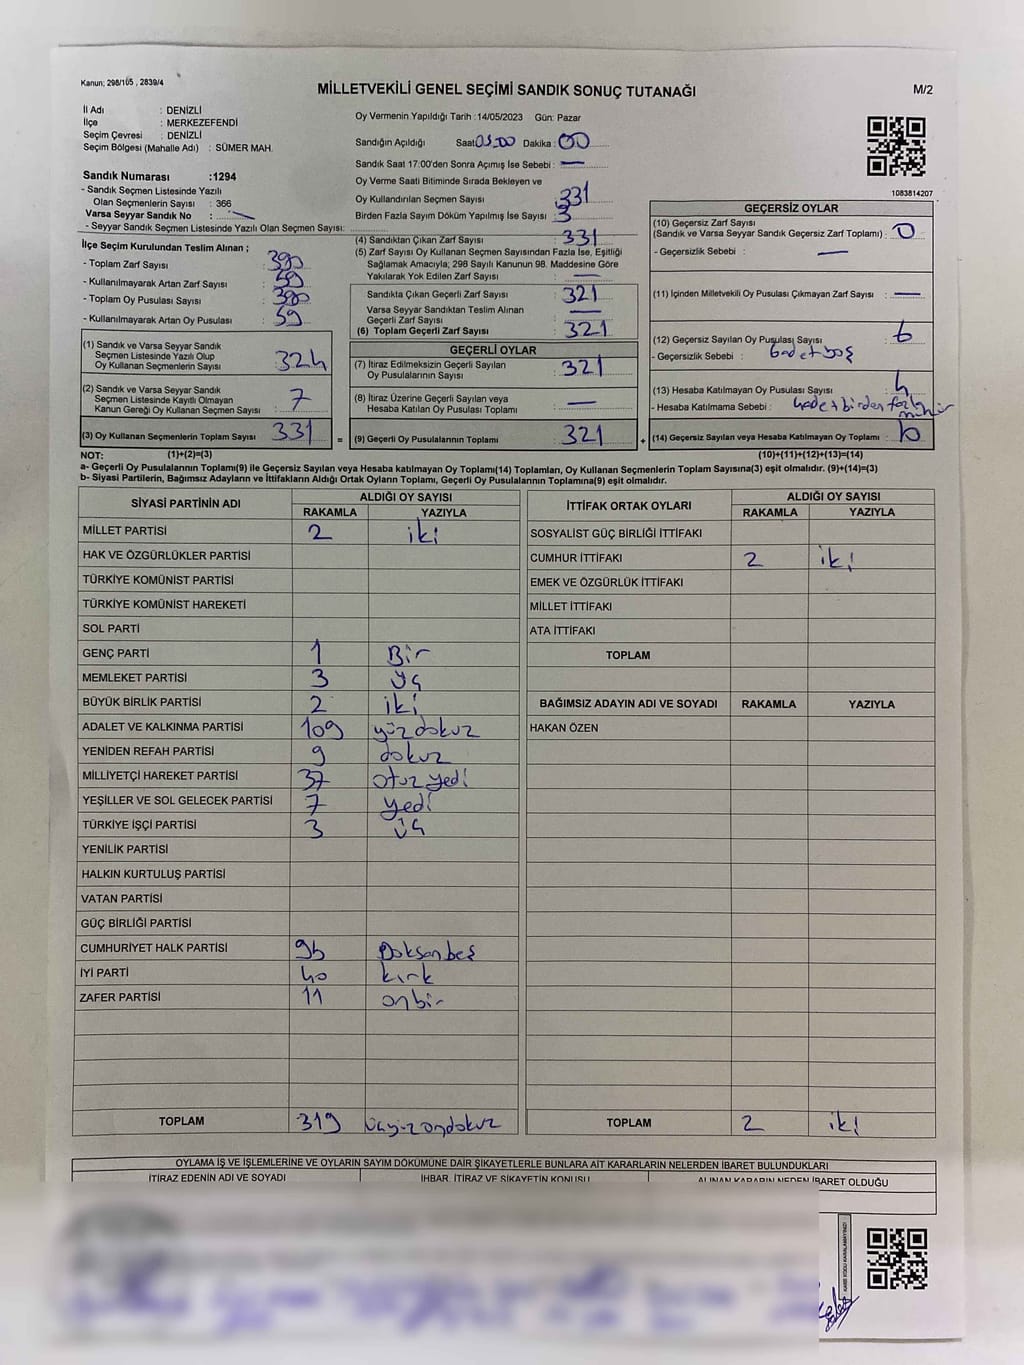 Kanun; 298/105 , 2839/4
MİLLETVEKİLİ GENEL SEÇİMİ SANDIK SONUÇ TUTANAĞI
M/2
İl Adı : DENİZLİ
İlçe : MERKEZEFENDİ
Seçim Çevresi : DENİZLİ
Seçim Bölgesi (Mahalle Adı) : SÜMER MAH.
Sandık Numarası :1294
- Sandık Seçmen Listesinde Yazılı
Olan Seçmenlerin Sayısı : 366
Varsa Seyyar Sandık No :
- Seyyar Sandık Seçmen Listesinde Yazılı Olan Seçmen Sayısı:
İlçe Seçim Kurulundan Teslim Alınan ;
- Toplam Zarf Sayısı : 390
- Kullanılmayarak Artan Zarf Sayısı : 59
- Toplam Oy Pusulası Sayısı : 390
- Kullanılmayarak Artan Oy Pusulası : 59
Oy Vermenin Yapıldığı Tarih : 14/05/2023 Gün: Pazar
Sandığın Açıldığı Saat: Dakika : 00
Sandık Saat 17:00'den Sonra Açımış İse Sebebi : —
Oy Verme Saati Bitiminde Sırada Bekleyen ve
Oy Kullandırılan Seçmen Sayısı : 331
Birden Fazla Sayım Döküm Yapılmış İse Sayısı : 3
(4) Sandıktan Çıkan Zarf Sayısı : 331
(5) Zarf Sayısı Oy Kullanan Seçmen Sayısından Fazla İse, Eşitliği
Sağlamak Amacıyla; 298 Sayılı Kanunun 98. Maddesine Göre
Yakılarak Yok Edilen Zarf Sayısı : —
Sandıkta Çıkan Geçerli Zarf Sayısı : 321
Varsa Seyyar Sandıktan Teslim Alınan
Geçerli Zarf Sayısı : —
(6) Toplam Geçerli Zarf Sayısı : 321
1083814207
GEÇERSİZ OYLAR
(10) Geçersiz Zarf Sayısı
(Sandık ve Varsa Seyyar Sandık Geçersiz Zarf Toplamı) : 0
- Geçersizlik Sebebi : —
(11) İçinden Milletvekili Oy Pusulası Çıkmayan Zarf Sayısı : —
(12) Geçersiz Sayılan Oy Pusulası Sayısı : 6
- Geçersizlik Sebebi : 6 adet boş
(13) Hesaba Katılmayan Oy Pusulası Sayısı : 4
- Hesaba Katılmama Sebebi : 4 adet birden fazla mühür
(1) Sandık ve Varsa Seyyar Sandık
Seçmen Listesinde Yazılı Olup
Oy Kullanan Seçmenlerin Sayısı : 324
(2) Sandık ve Varsa Seyyar Sandık
Seçmen Listesinde Kayıtlı Olmayan
Kanun Gereği Oy Kullanan Seçmen Sayısı : 7
(3) Oy Kullanan Seçmenlerin Toplam Sayısı : 331
GEÇERLİ OYLAR
(7) İtiraz Edilmeksizin Geçerli Sayılan
Oy Pusulalarının Sayısı : 321
(8) İtiraz Üzerine Geçerli Sayılan veya
Hesaba Katılan Oy Pusulası Toplamı : —
= (9) Geçerli Oy Pusulalarının Toplamı : 321
+ (14) Geçersiz Sayılan veya Hesaba Katılmayan Oy Toplamı :
NOT: (1)+(2)=(3) (10)+(11)+(12)+(13)=(14)
a- Geçerli Oy Pusulalarının Toplamı(9) ile Geçersiz Sayılan veya Hesaba katılmayan Oy Toplamı(14) Toplamları, Oy Kullanan Seçmenlerin Toplam Sayısına(3) eşit olmalıdır. (9)+(14)=(3)
b- Siyasi Partilerin, Bağımsız Adayların ve İttifakların Aldığı Ortak Oyların Toplamı, Geçerli Oy Pusulalarının Toplamına(9) eşit olmalıdır.
SİYASİ PARTİNİN ADI ALDIĞI OY SAYISI
RAKAMLA YAZIYLA
MİLLET PARTİSİ 2 iki
HAK VE ÖZGÜRLÜKLER PARTİSİ
TÜRKİYE KOMÜNİST PARTİSİ
TÜRKİYE KOMÜNİST HAREKETİ
SOL PARTİ
GENÇ PARTİ 1 Bir
MEMLEKET PARTİSİ 3 üç
BÜYÜK BİRLİK PARTİSİ 2 iki
ADALET VE KALKINMA PARTİSİ 109 yüzdokuz
YENİDEN REFAH PARTİSİ 9 dokuz
MİLLİYETÇİ HAREKET PARTİSİ 37 otuz yedi
YEŞİLLER VE SOL GELECEK PARTİSİ 7 yedi
TÜRKİYE İŞÇİ PARTİSİ 3 üç
YENİLİK PARTİSİ
HALKIN KURTULUŞ PARTİSİ
VATAN PARTİSİ
GÜÇ BİRLİĞİ PARTİSİ
CUMHURİYET HALK PARTİSİ 95 Doksanbeş
İYİ PARTİ 40 kırk
ZAFER PARTİSİ 11 onbir
TOPLAM 319 üçyüzondokuz
İTTİFAK ORTAK OYLARI ALDIĞI OY SAYISI
RAKAMLA YAZIYLA
SOSYALİST GÜÇ BİRLİĞİ İTTİFAKI
CUMHUR İTTİFAKI 2 iki
EMEK VE ÖZGÜRLÜK İTTİFAKI
MİLLET İTTİFAKI
ATA İTTİFAKI
TOPLAM
BAĞIMSIZ ADAYIN ADI VE SOYADI RAKAMLA YAZIYLA
HAKAN ÖZEN
TOPLAM 2 iki
OYLAMA İŞ VE İŞLEMLERİNE VE OYLARIN SAYIM DÖKÜMÜNE DAİR ŞİKAYETLERLE BUNLARA AİT KARARLARIN NELERDEN İBARET BULUNDUKLARI
İTİRAZ EDENİN ADI VE SOYADI İHBAR, İTİRAZ VE ŞİKAYETİN KONUSU ALINAN KARARIN NEDEN İBARET OLDUĞU